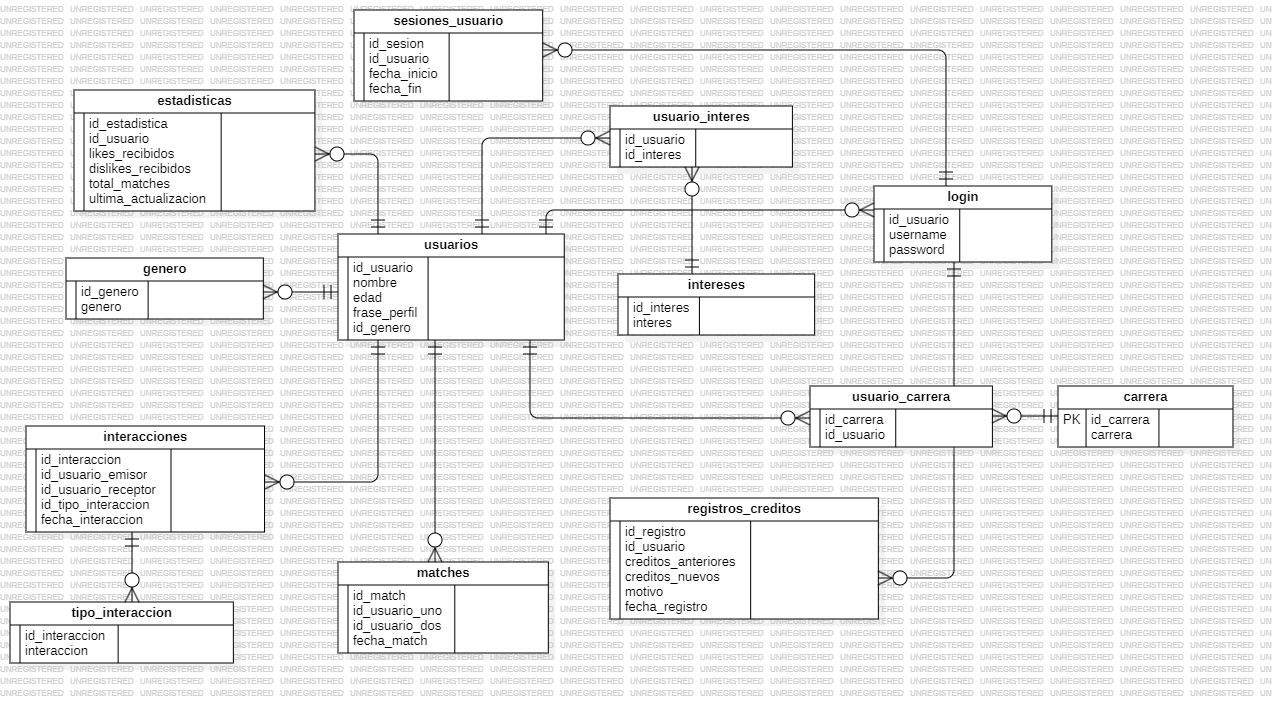 sesiones_usuario
id_sesion
id_usuario
fecha_inicio
fecha_fin
estadisticas
id_estadistica
id_usuario
likes_recibidos
dislikes_recibidos
total_matches
ultima_actualizacion
usuario_interes
id_usuario
id_interes
login
id_usuario
username
password
usuarios
id_usuario
nombre
edad
frase_perfil
id_genero
genero
id_genero
genero
intereses
id_interes
interes
usuario_carrera
id_carrera
id_usuario
carrera
PK id_carrera
carrera
interacciones
id_interaccion
id_usuario_emisor
id_usuario_receptor
id_tipo_interaccion
fecha_interaccion
registros_creditos
id_registro
id_usuario
creditos_anteriores
creditos_nuevos
motivo
fecha_registro
matches
id_match
id_usuario_uno
id_usuario_dos
fecha_match
tipo_interaccion
id_interaccion
interaccion
UNREGISTERED